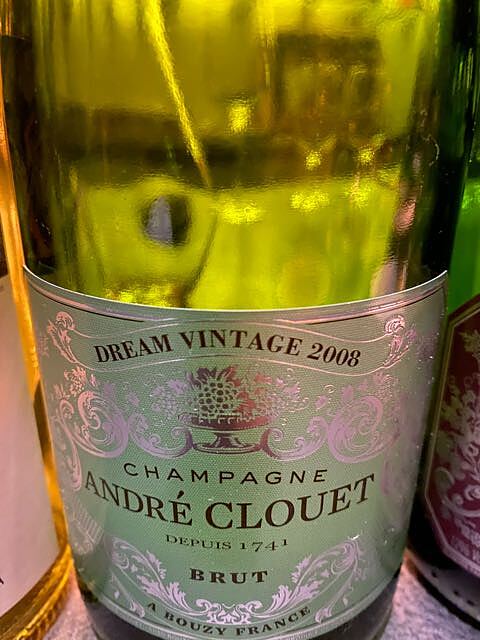 DREAM VINTAGE 2008
CHAMPAGNE
ANDRÉ CLOUET
DEPUIS 1741
BRUT
A BOUZY FRANCE